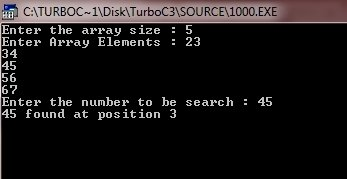 C:\TURBOC~1\Disk\TurboC3\SOURCE\1000.EXE
Enter the array size : 5
Enter Array Elements : 23
34
45
56
67
Enter the number to be search : 45
45 found at position 3